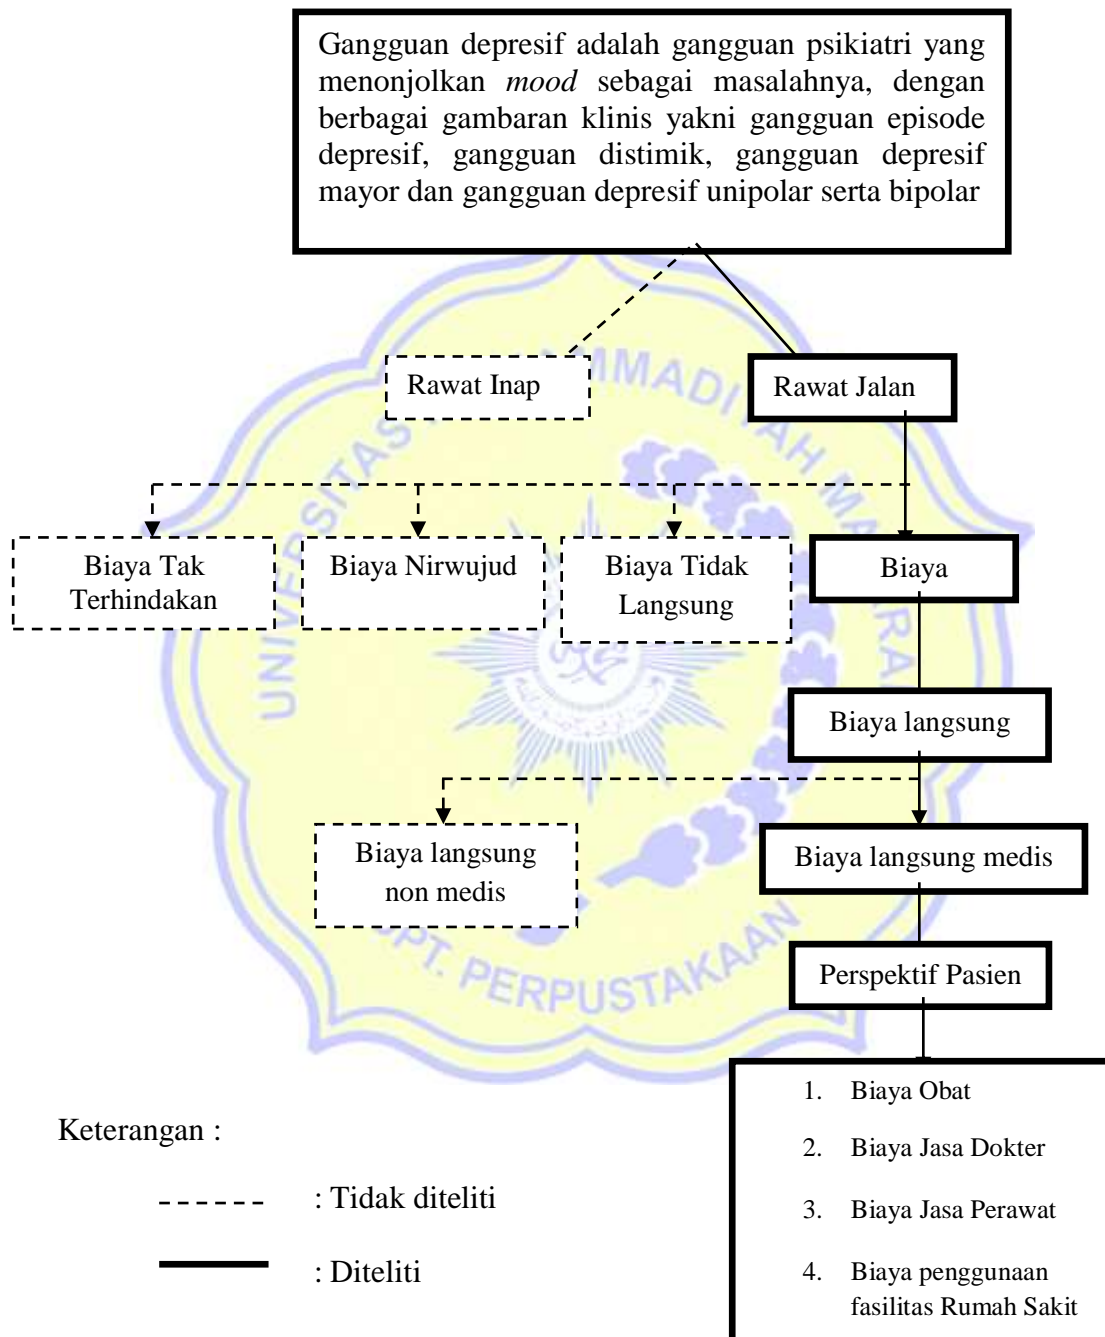 Gangguan depresif adalah gangguan psikiatri yang
menonjolkan mood sebagai masalahnya, dengan
berbagai gambaran klinis yakni gangguan episode
depresif, gangguan distimik, gangguan depresif
mayor dan gangguan depresif unipolar serta bipolar
Rawat Inap
Rawat Jalan
Biaya Tak
Terhindakan
Biaya Nirwujud
Biaya Tidak
Langsung
Biaya
Biaya langsung
Biaya langsung
non medis
Biaya langsung medis
Perspektif Pasien
1. Biaya Obat
2. Biaya Jasa Dokter
3. Biaya Jasa Perawat
4. Biaya penggunaan
fasilitas Rumah Sakit
Keterangan :
: Tidak diteliti
: Diteliti
UNIVERSITAS
UPT. PERPUSTAKAAN